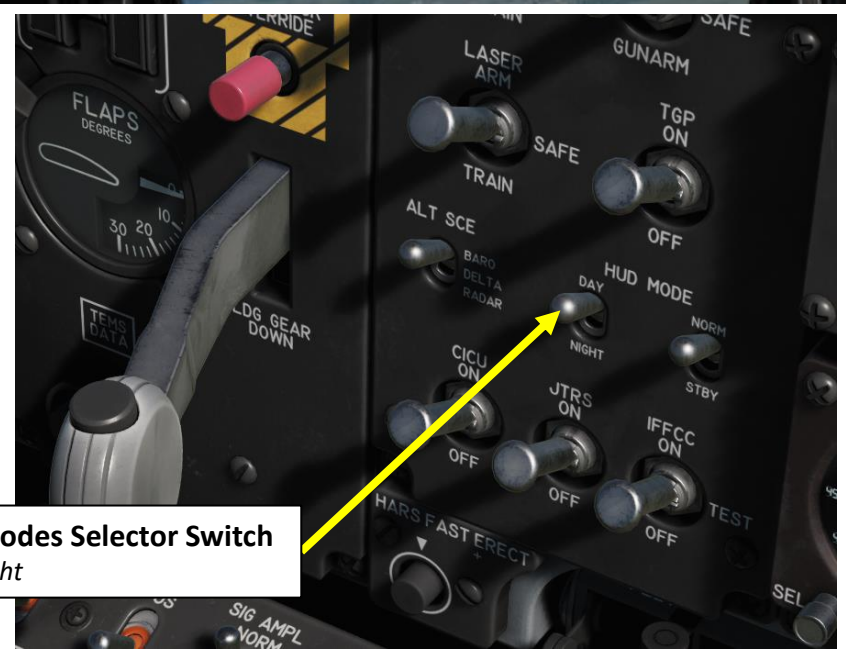 RRIDE
SAFE
GUNARM
LASER
ARM
SAFE
TRAIN
TGP
ON
OFF
FLAPS
DEGREES
0
10
20
30
ALT SCE
BARO
DELTA
RADAR
HUD MODE
DAY
NIGHT
NORM
STBY
TEMS
DATA
LDG GEAR
DOWN
CICU
ON
OFF
JTRS
ON
OFF
IFFCC
ON
TEST
OFF
odes Selector Switch
ht
HARS FAST ERECT
SEL
SIG AMPL
NORM